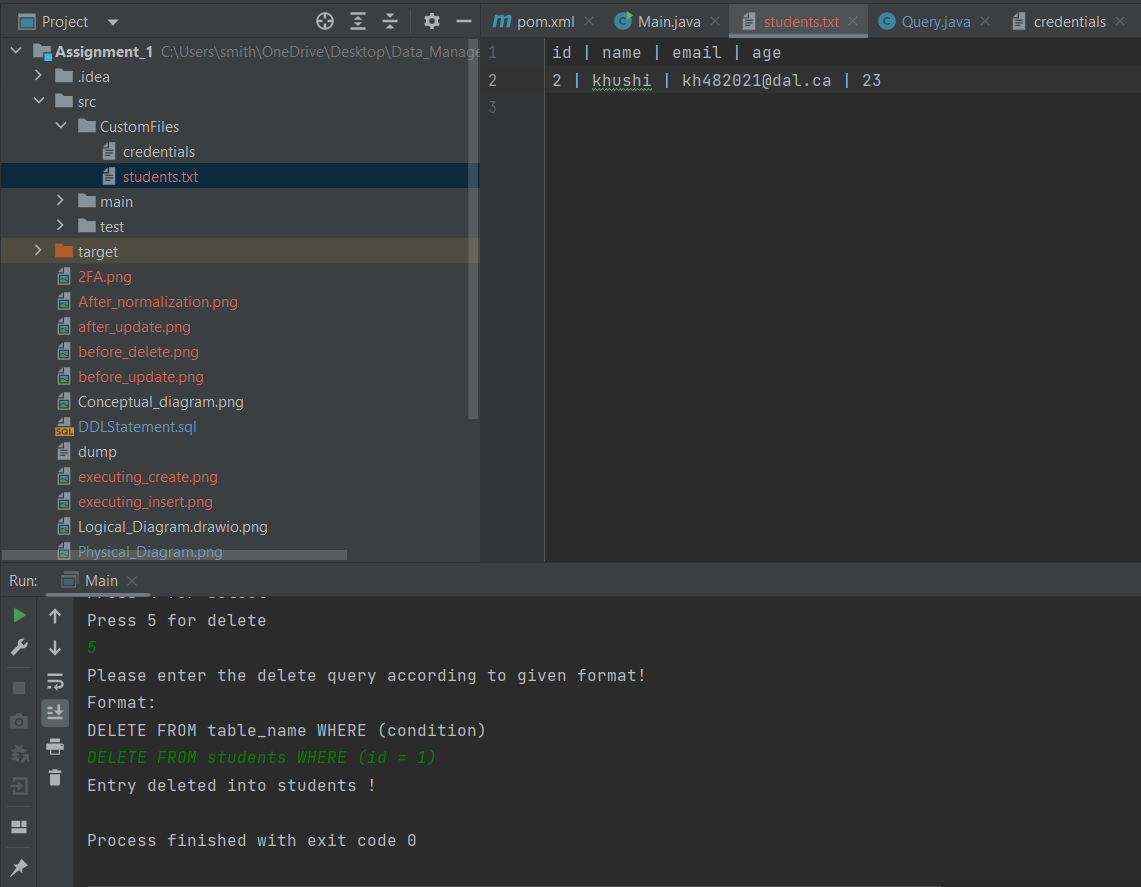 Project
pom.xml
Main.java
students.txt
Query.java
credentials
Assignment_1 C:\Users\smith\OneDrive\Desktop\Data_Manage
.idea
src
CustomFiles
credentials
students.txt
main
test
target
2FA.png
After_normalization.png
after_update.png
before_delete.png
before_update.png
Conceptual_diagram.png
DDLStatement.sql
dump
executing_create.png
executing_insert.png
Logical_Diagram.drawio.png
Physical_Diagram.png
1 id | name | email | age
2 2 | khushi | kh482021@dal.ca | 23
3
Run: Main
Press 5 for delete
5
Please enter the delete query according to given format!
Format:
DELETE FROM table_name WHERE (condition)
DELETE FROM students WHERE (id = 1)
Entry deleted into students !
Process finished with exit code 0